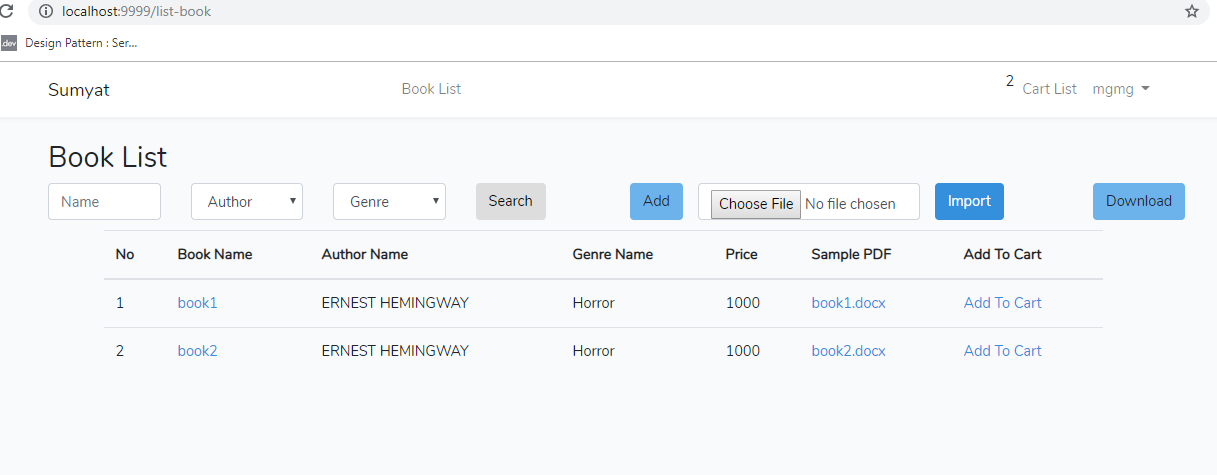 localhost:9999/list-book
.dev Design Pattern : Ser...
Sumyat Book List 2 Cart List mgmg
Book List
Name Author Genre Search Add Choose File No file chosen Import Download
No Book Name Author Name Genre Name Price Sample PDF Add To Cart
1 book1 ERNEST HEMINGWAY Horror 1000 book1.docx Add To Cart
2 book2 ERNEST HEMINGWAY Horror 1000 book2.docx Add To Cart